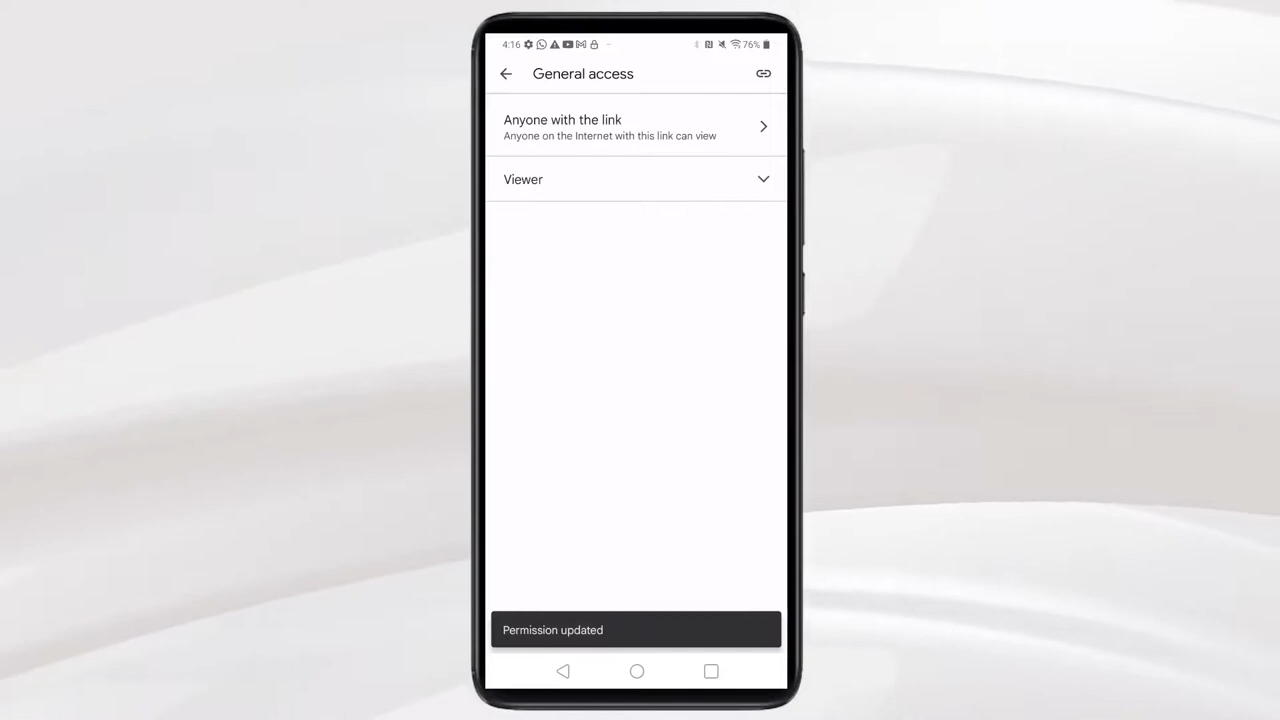 4:16 76%
General access
Anyone with the link
Anyone on the Internet with this link can view
Viewer
Permission updated